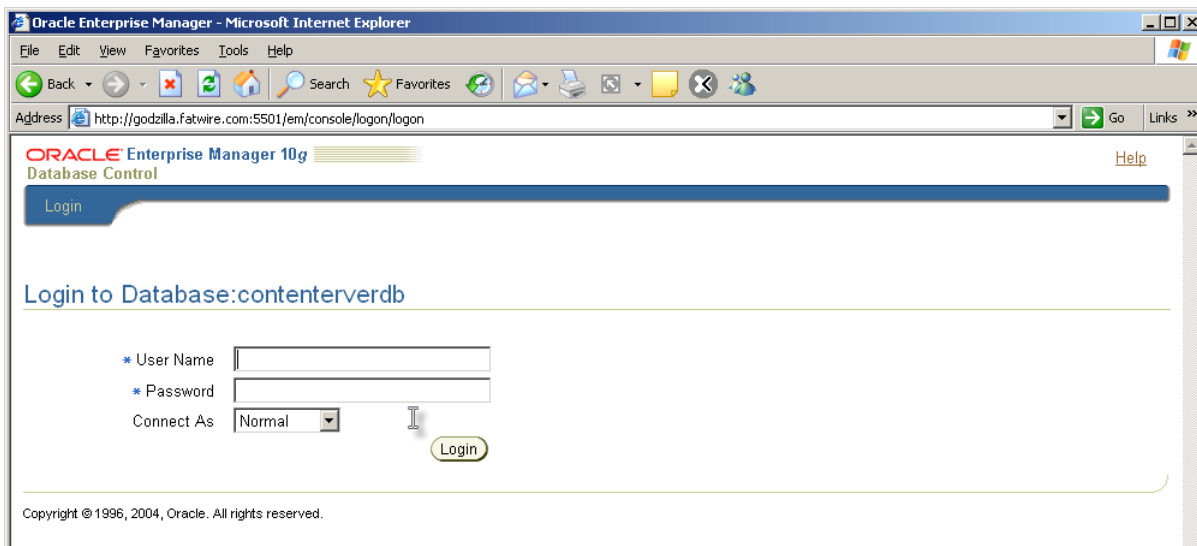 Oracle Enterprise Manager - Microsoft Internet Explorer
File Edit View Favorites Tools Help
Back Search Favorites
Address http://godzilla.fatwire.com:5501/em/console/logon/logon Go Links »
ORACLE Enterprise Manager 10g
Database Control
Help
Login
Login to Database:contenterverdb
* User Name
* Password
Connect As Normal
Login
Copyright © 1996, 2004, Oracle. All rights reserved.